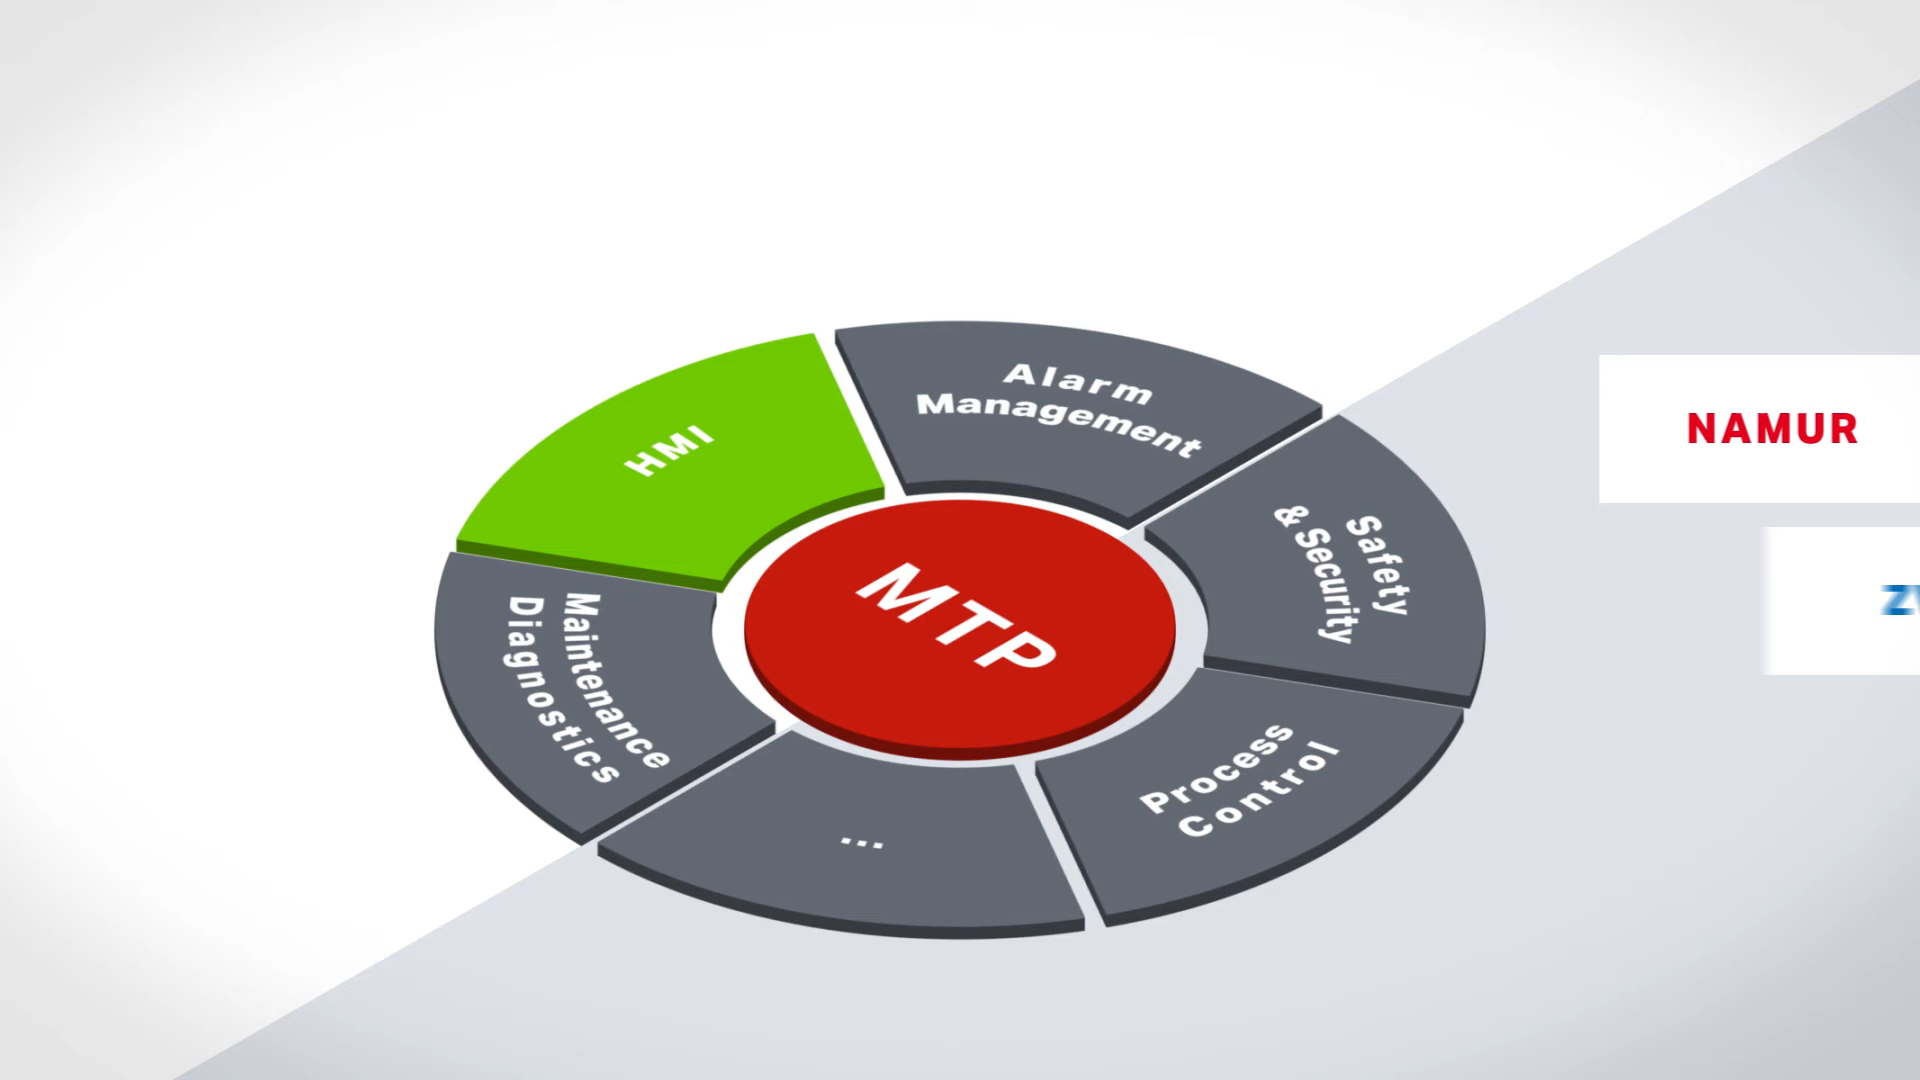 Alarm
Management
HMI
Safety
& Security
MTP
Maintenance
Diagnostics
Process
Control
...
NAMUR